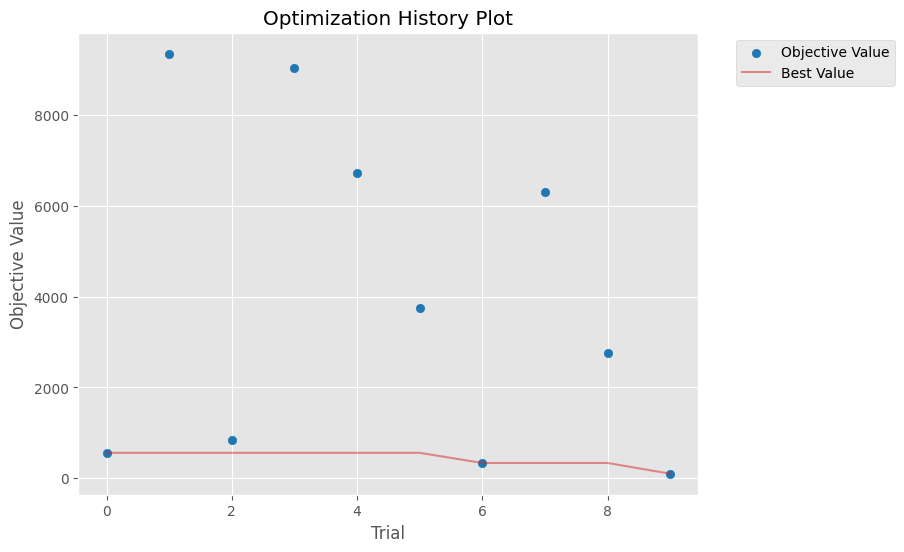 Optimization History Plot
Objective Value
Best Value
Objective Value
8000
6000
4000
2000
0
0 2 4 6 8
Trial